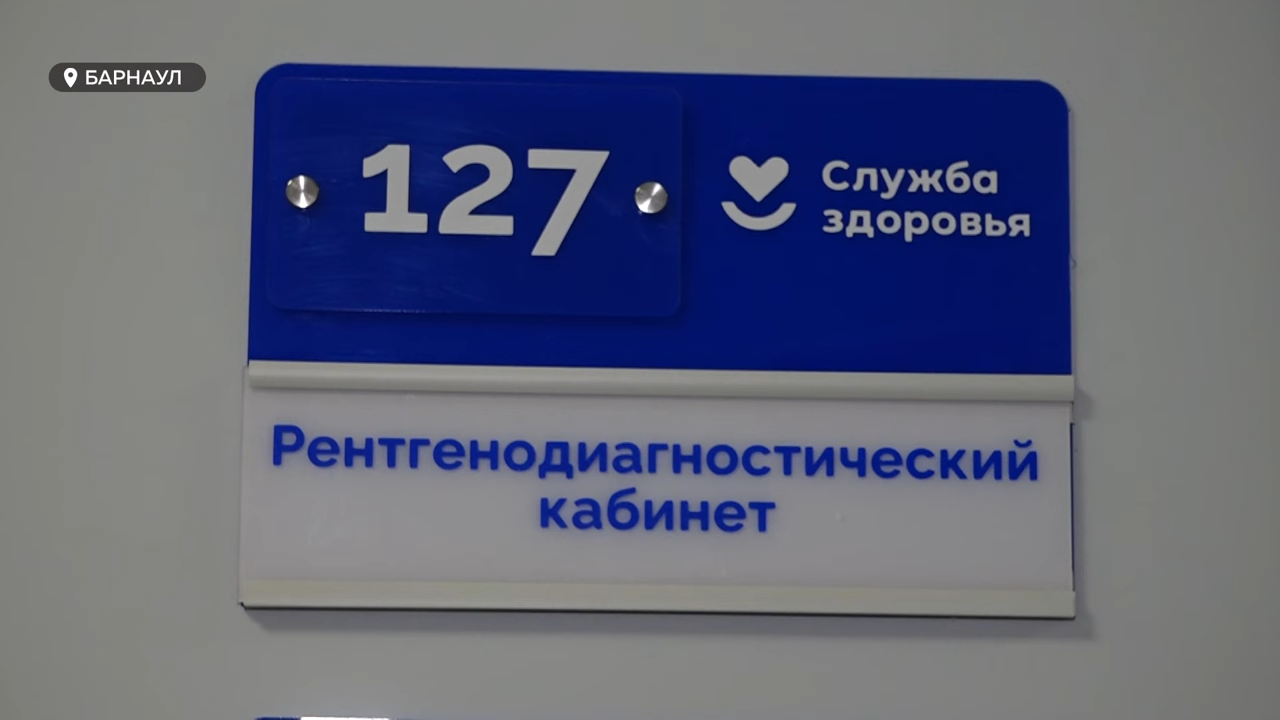 БАРНАУЛ
127
Служба
здоровья
Рентгенодиагностический
кабинет